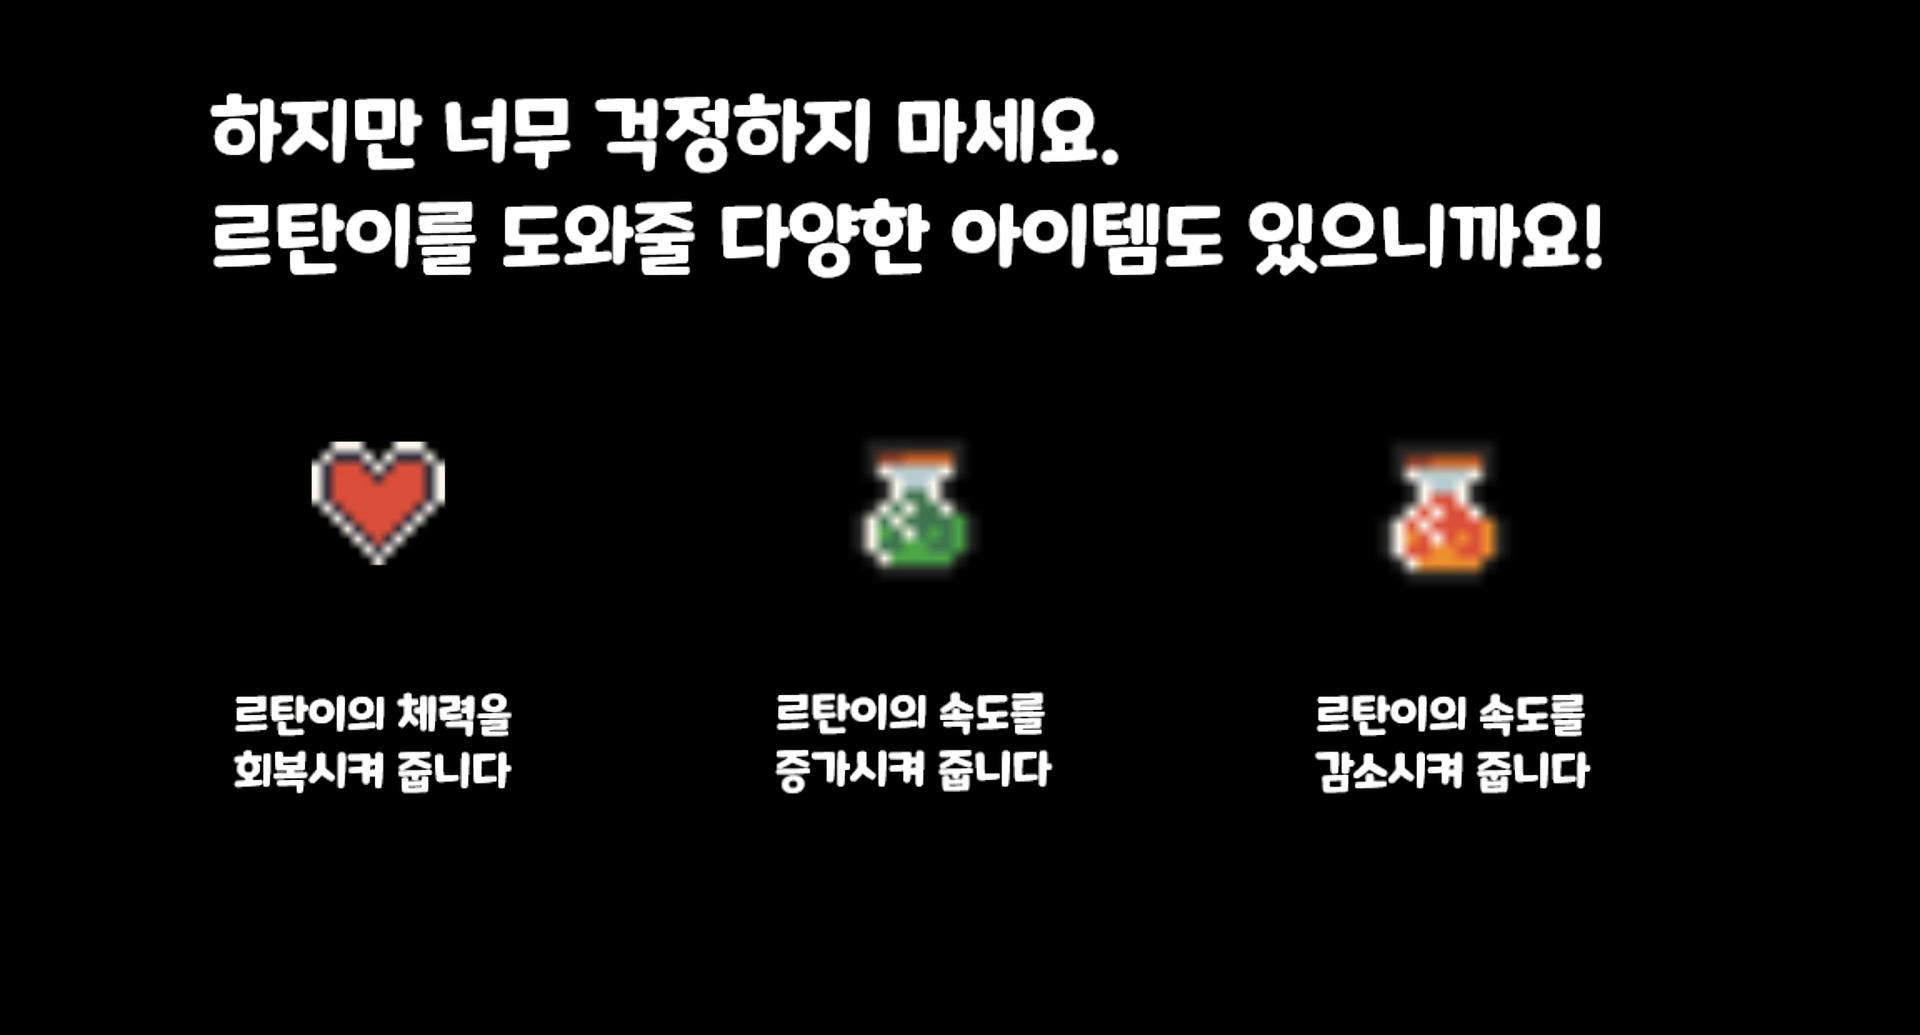 하지만 너무 걱정하지 마세요.
르탄이를 도와줄 다양한 아이템도 있으니까요!
르탄이의 체력을
회복시켜 줍니다
르탄이의 속도를
증가시켜 줍니다
르탄이의 속도를
감소시켜 줍니다